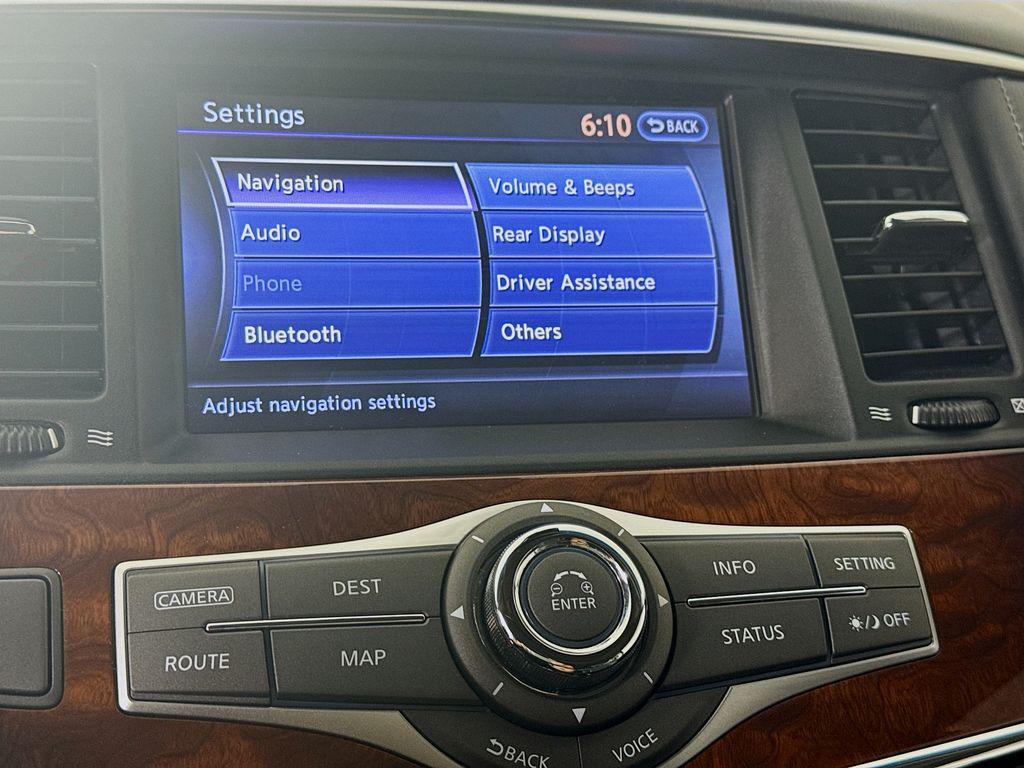 Settings
6:10
BACK
Navigation
Volume & Beeps
Audio
Rear Display
Phone
Driver Assistance
Bluetooth
Others
Adjust navigation settings
CAMERA
DEST
ROUTE
MAP
ENTER
INFO
SETTING
STATUS
OFF
BACK
VOICE